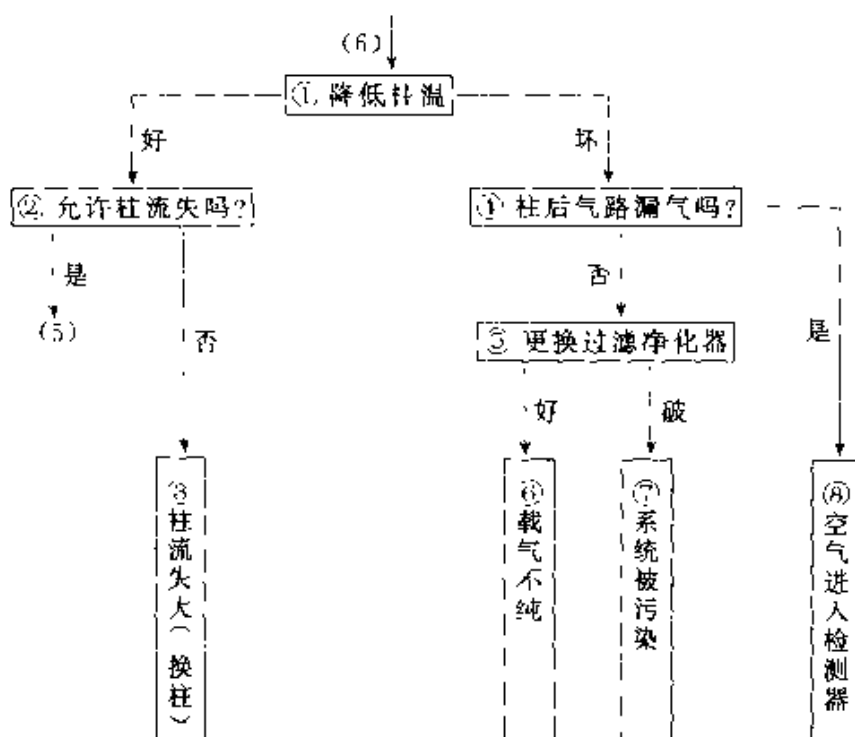 (6)
① 降低柱温
好
坏
② 允许柱流失吗?
④ 柱后气路漏气吗?
是
否
(5)
否
⑤ 更换过滤净化器
是
好
破
③柱流失大(换柱)
⑥载气不纯
⑦系统被污染
⑧空气进入检测器